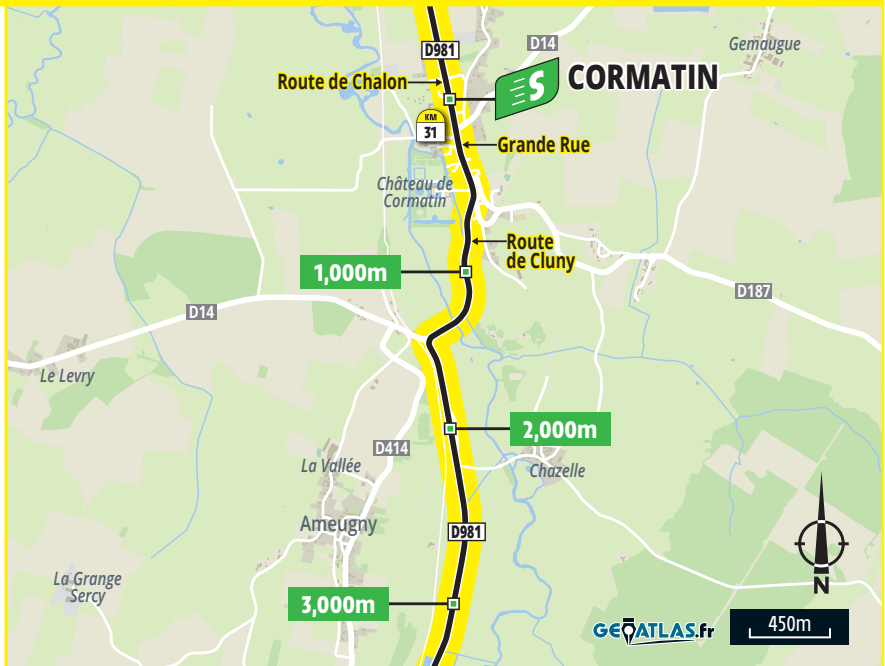 D981
D14
Gemaugue
Route de Chalon
S
CORMATIN
KM
31
Grande Rue
Château de
Cormatin
Route
de Cluny
1,000m
D187
D14
Le Levry
2,000m
D414
La Vallée
Chazelle
Ameugny
D981
La Grange
Sercy
3,000m
N
GEOATLAS.fr
450m